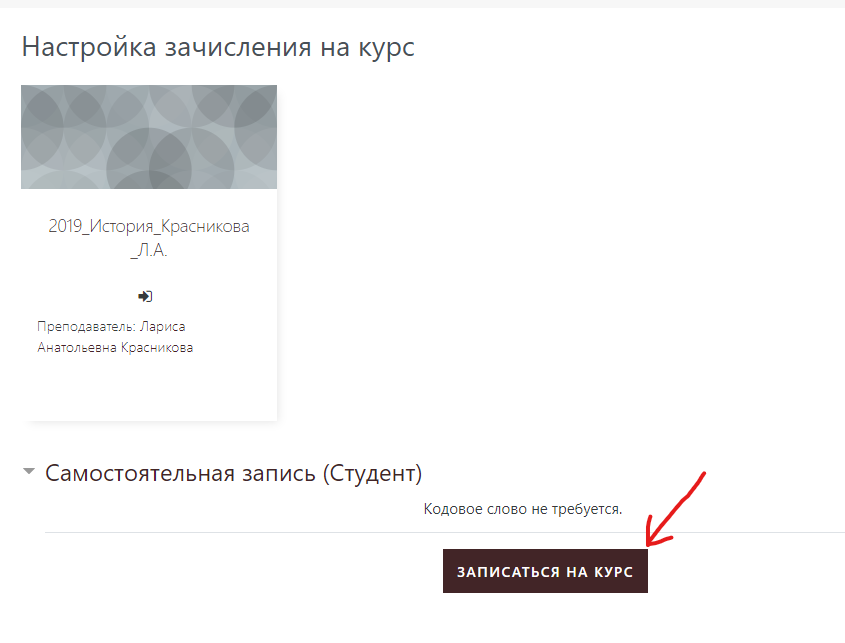 Настройка зачисления на курс
2019_История_Красникова
_Л.А.
Преподаватель: Лариса
Анатольевна Красникова
Самостоятельная запись (Студент)
Кодовое слово не требуется.
ЗАПИСАТЬСЯ НА КУРС